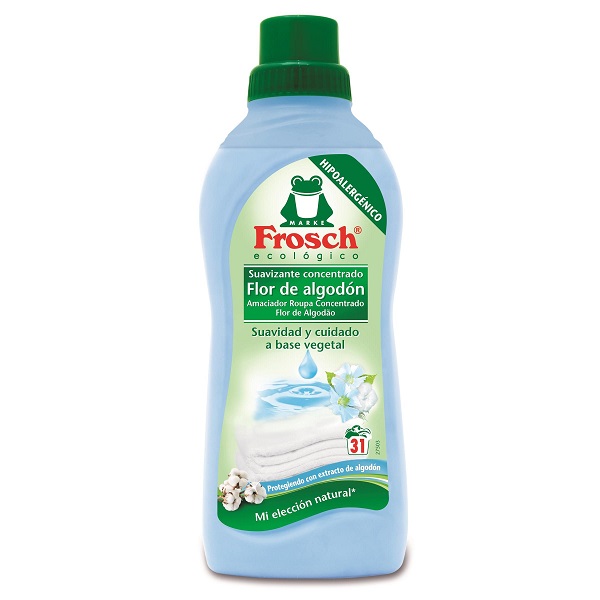 HIPOALERGÉNICO
MARKE
Frosch®
ecológico
Suavizante concentrado
Flor de algodón
Amaciador Roupa Concentrado
Flor de Algodão
Suavidad y cuidado
a base vegetal
31
Protegiendo con extracto de algodón
Mi elección natural*